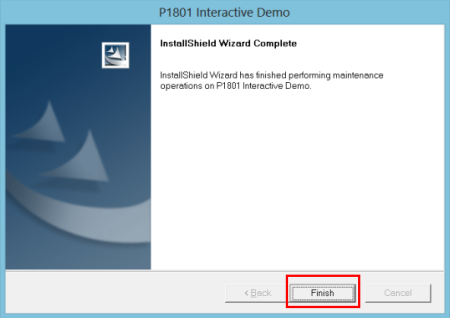 P1801 Interactive Demo
InstallShield Wizard Complete
InstallShield Wizard has finished performing maintenance
operations on P1801 Interactive Demo.
< Back Finish Cancel